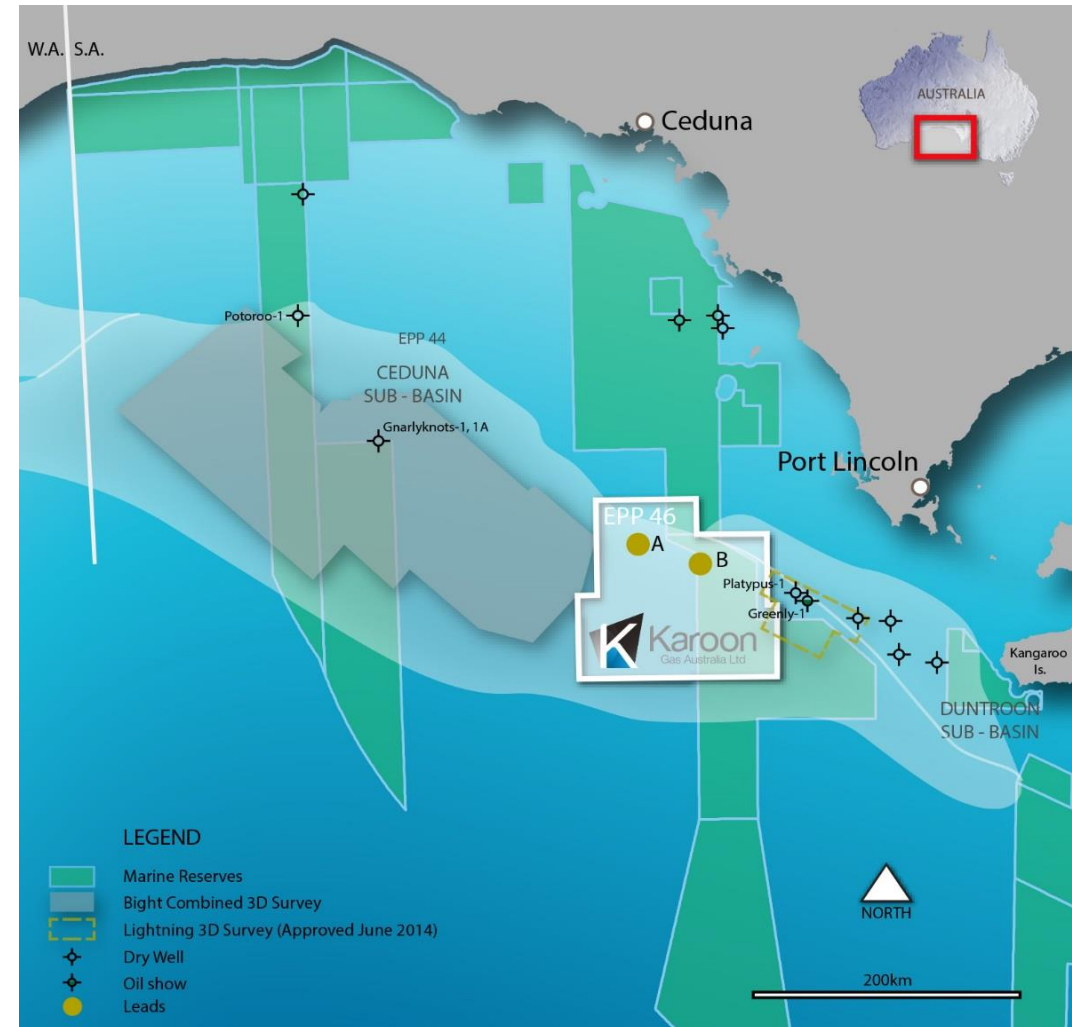 W.A. S.A.
AUSTRALIA
Ceduna
Potoroo-1
EPP 44
CEDUNA
SUB - BASIN
Gnarlyknots-1, 1A
Port Lincoln
EPP 46
A
B
Platypus-1
Greenly-1
Karoon
Gas Australia Ltd
Kangaroo
Is.
DUNTROON
SUB - BASIN
LEGEND
Marine Reserves
Bight Combined 3D Survey
Lightning 3D Survey (Approved June 2014)
Dry Well
Oil show
Leads
NORTH
200km